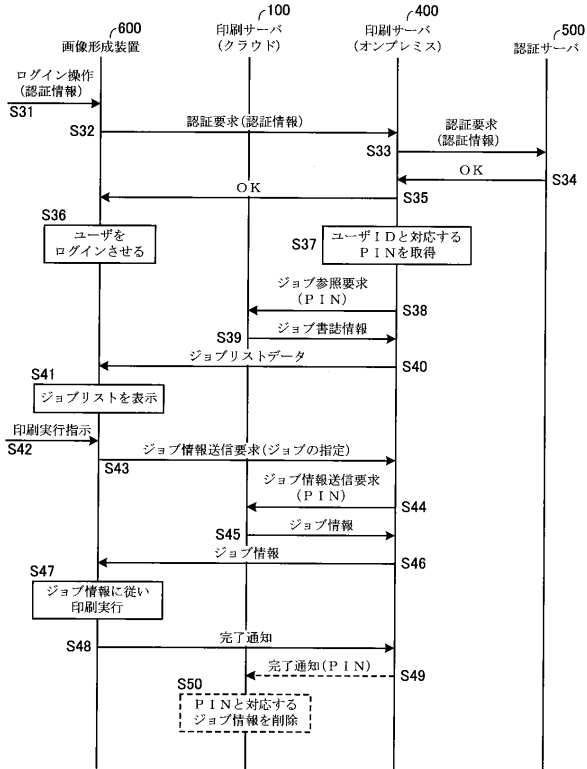 600
画像形成装置
100
印刷サーバ
(クラウド)
400
印刷サーバ
(オンプレミス)
500
認証サーバ
ログイン操作
(認証情報)
S31
S32
認証要求(認証情報)
S33
認証要求
(認証情報)
OK
S34
OK
S35
S36
ユーザを
ログインさせる
S37
ユーザIDと対応する
PINを取得
ジョブ参照要求
(PIN)
S38
S39
ジョブ書誌情報
ジョブリストデータ
S40
S41
ジョブリストを表示
印刷実行指示
S42
ジョブ情報送信要求(ジョブの指定)
S43
ジョブ情報送信要求
(PIN)
S44
S45
ジョブ情報
ジョブ情報
S46
S47
ジョブ情報に従い
印刷実行
S48
完了通知
完了通知(PIN)
S49
S50
PINと対応する
ジョブ情報を削除